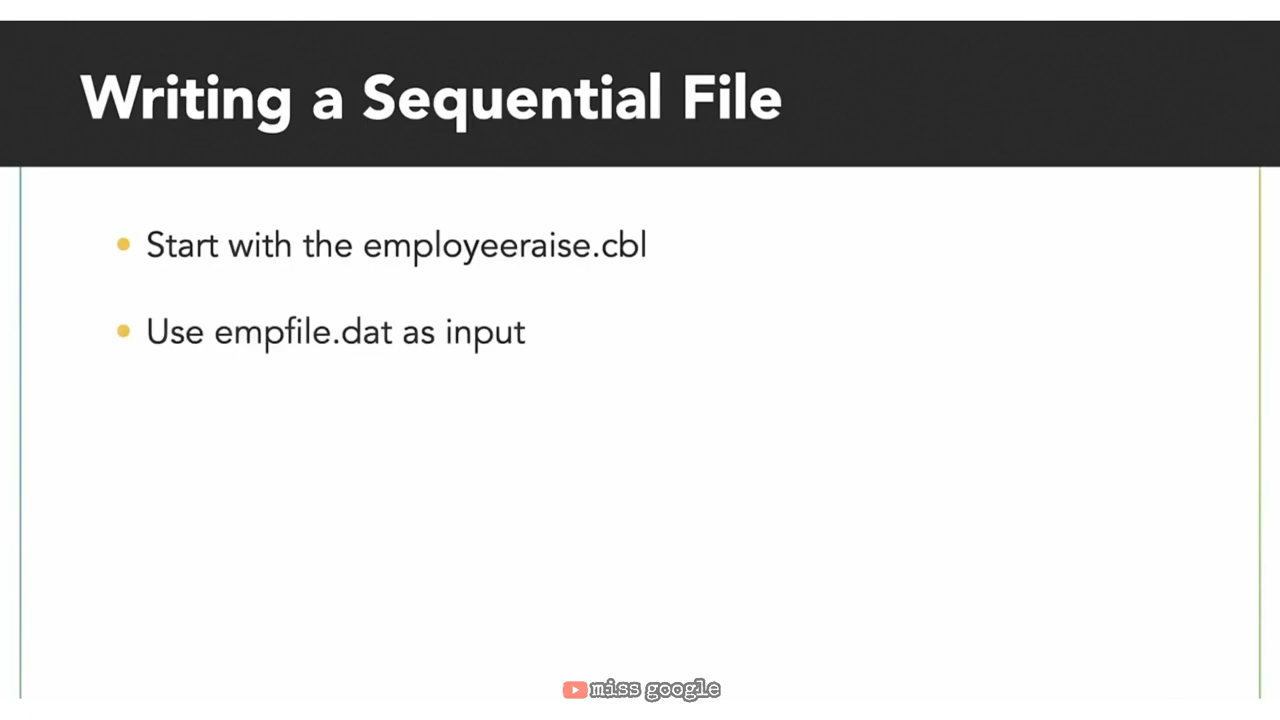 Writing a Sequential File
Start with the employeeraise.cbl
Use empfile.dat as input
miss google